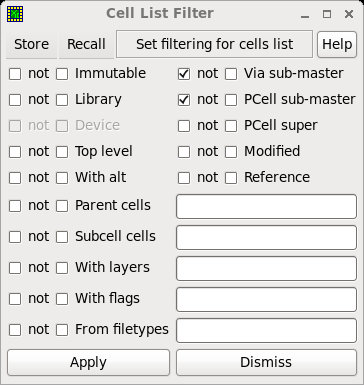 Cell List Filter
Store Recall Set filtering for cells list Help
not Immutable not Via sub-master
not Library not PCell sub-master
not Device not PCell super
not Top level not Modified
not With alt not Reference
not Parent cells
not Subcell cells
not With layers
not With flags
not From filetypes
Apply Dismiss